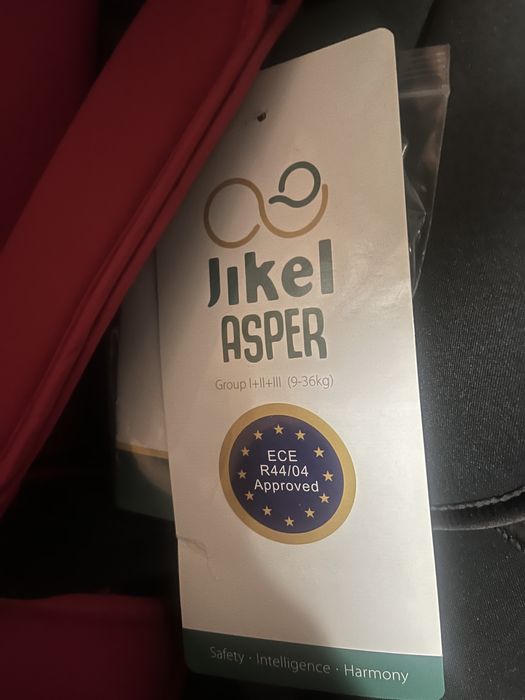 Jikel
ASPER
Group I+II+III (9-36kg)
ECE
R44/04
Approved
Safety · Intelligence · Harmony